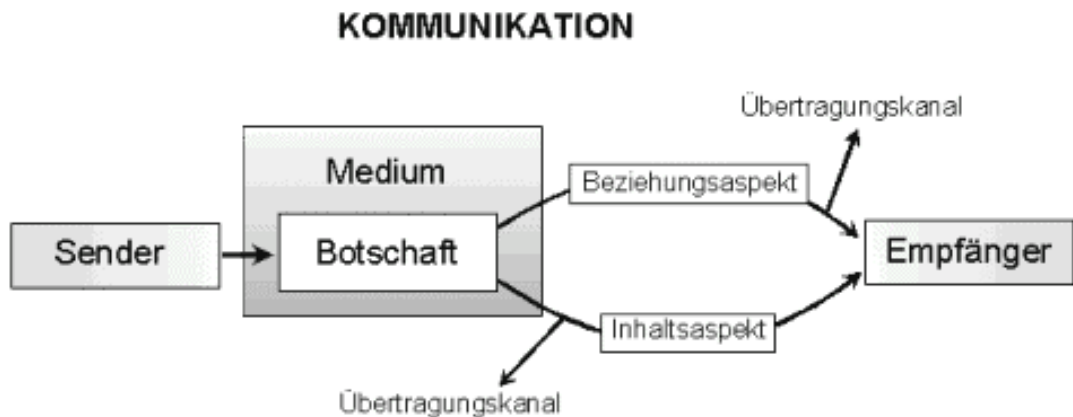 KOMMUNIKATION
Übertragungskanal
Medium
Beziehungsaspekt
Sender
Botschaft
Empfänger
Inhaltsaspekt
Übertragungskanal